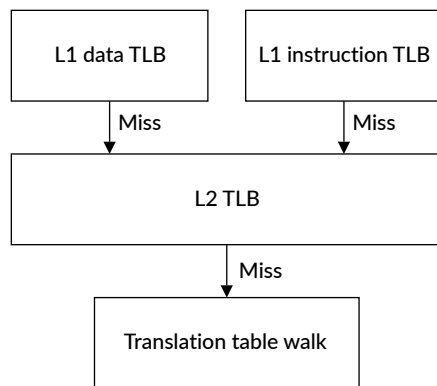 L1 data TLB
L1 instruction TLB
Miss
Miss
L2 TLB
Miss
Translation table walk